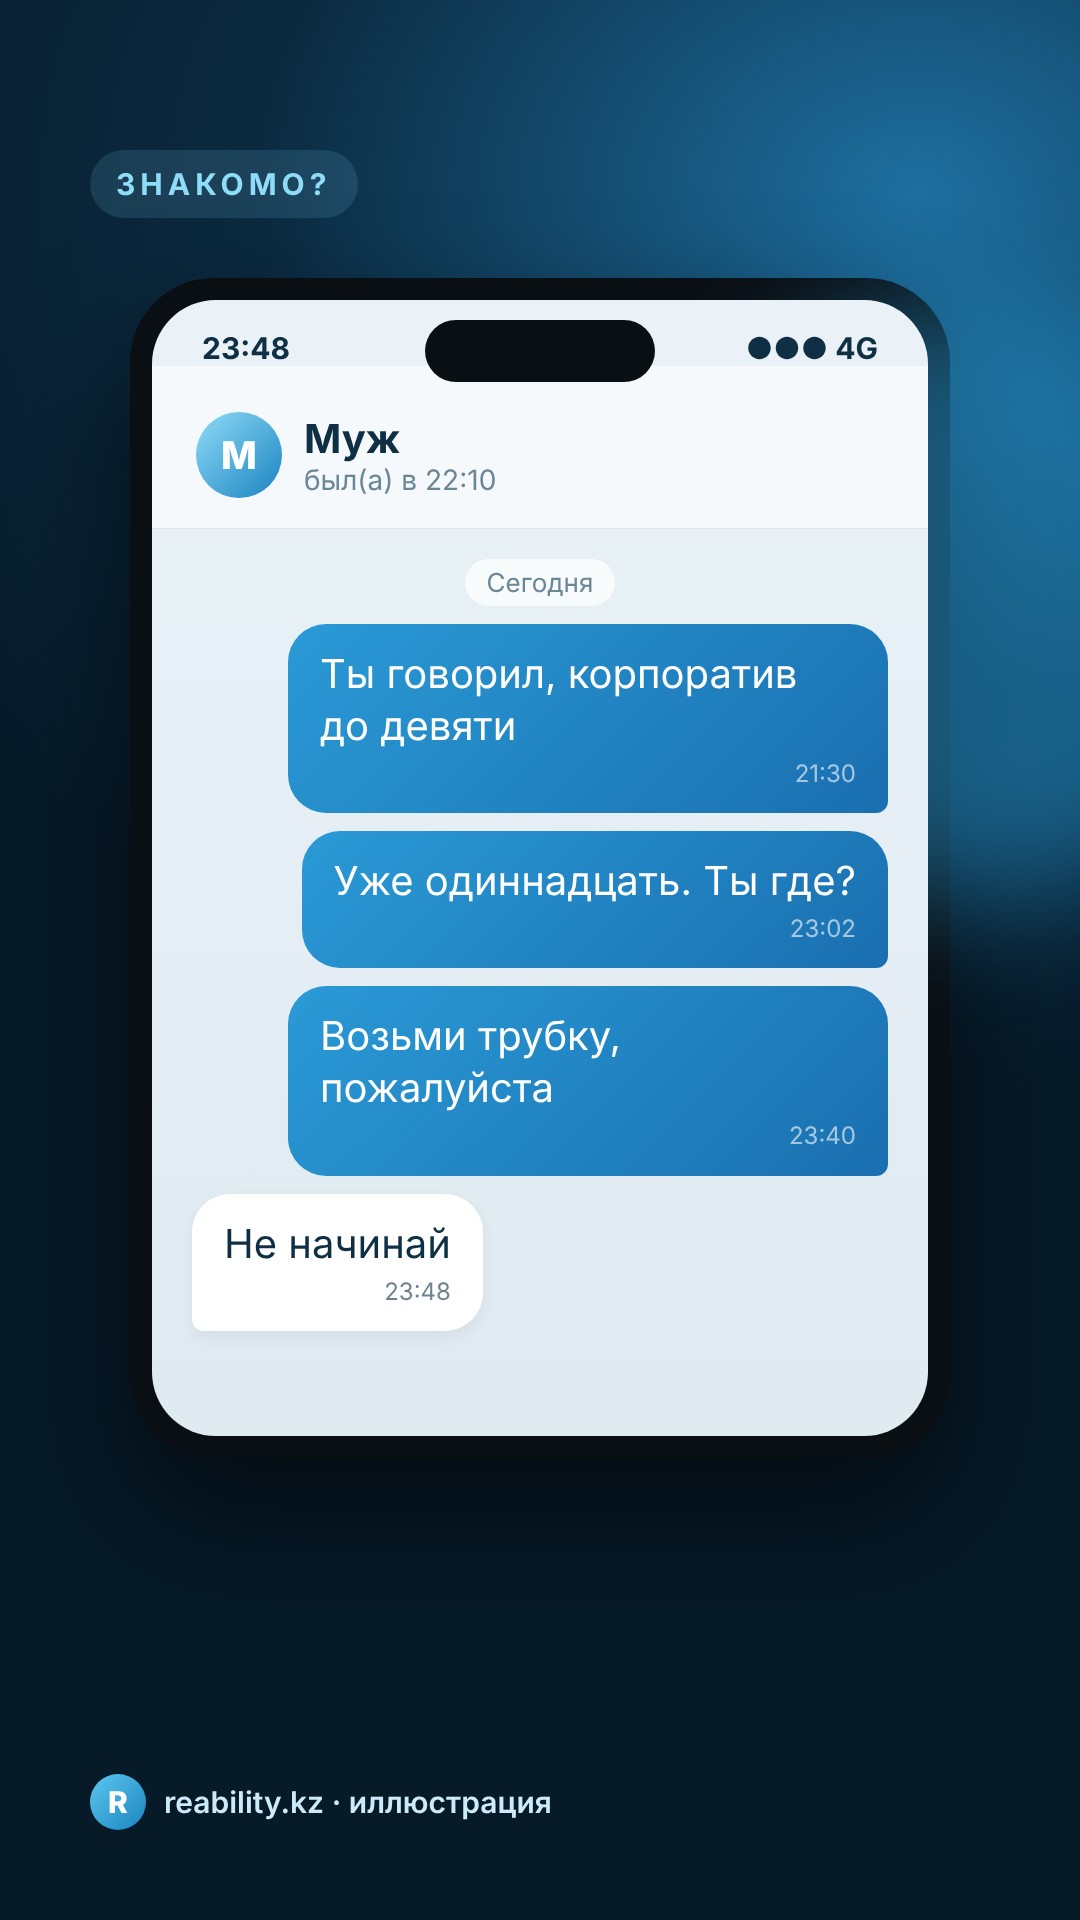 ЗНАКОМО?
23:48
4G
М
Муж
был(а) в 22:10
Сегодня
Ты говорил, корпоратив
до девяти
21:30
Уже одиннадцать. Ты где?
23:02
Возьми трубку,
пожалуйста
23:40
Не начинай
23:48
R
reability.kz · иллюстрация